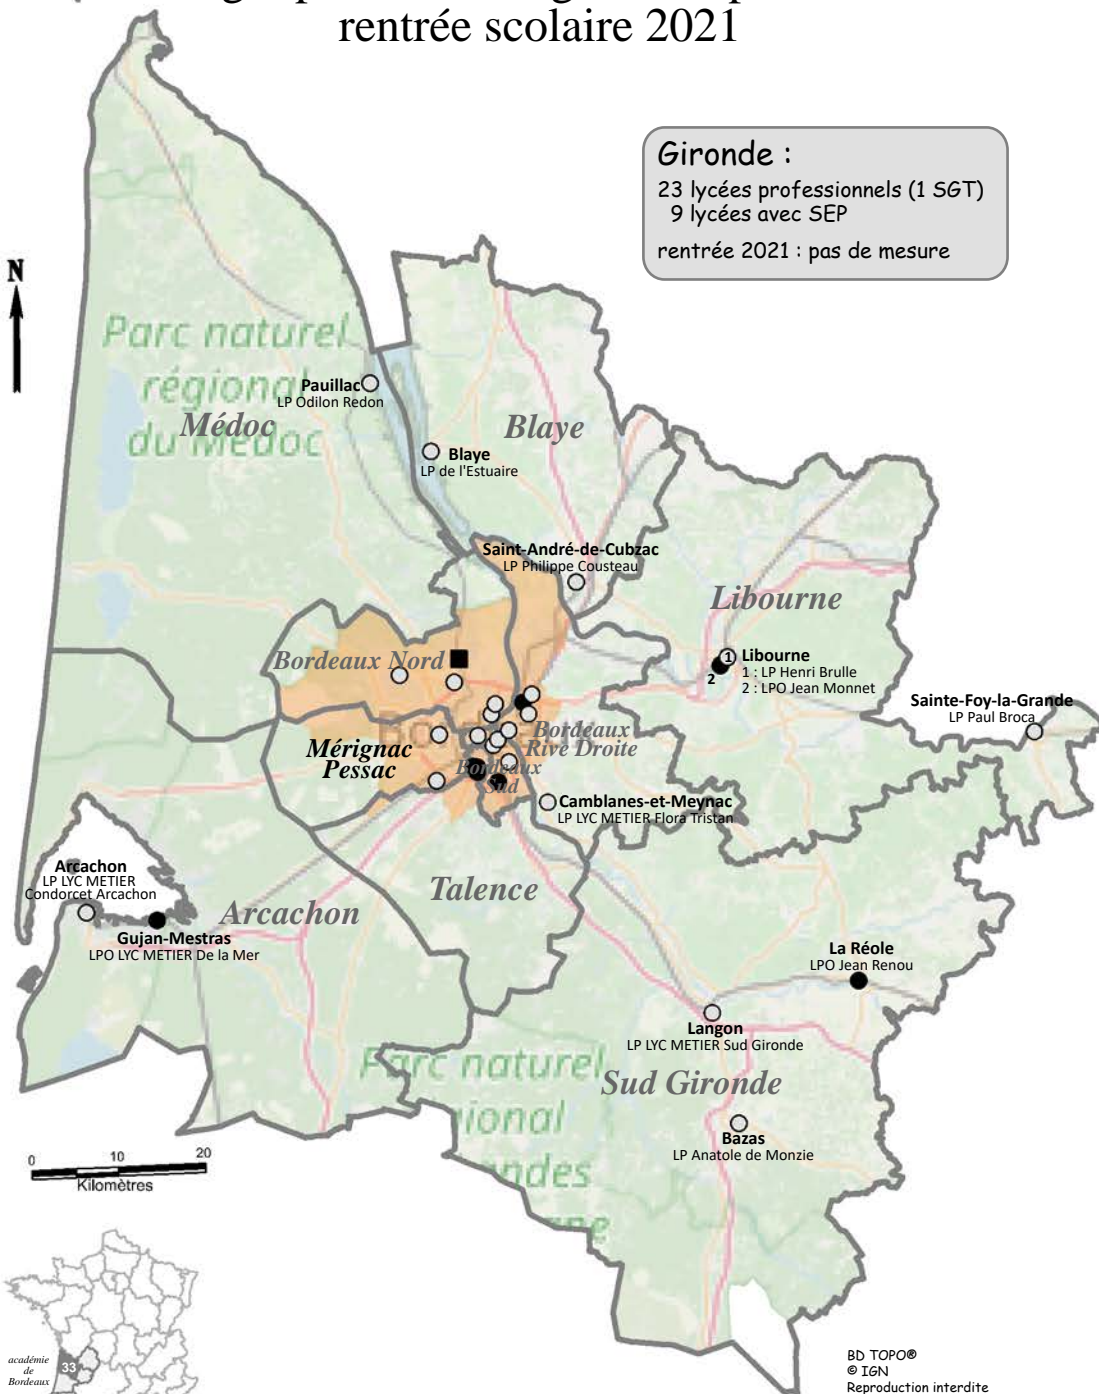 rentrée scolaire 2021
Gironde :
23 lycées professionnels (1 SGT)
9 lycées avec SEP
rentrée 2021 : pas de mesure
N
Parc naturel
régional
du Médoc
Médoc
Pauillac
LP Odilon Redon
Blaye
Blaye
LP de l'Estuaire
Saint-André-de-Cubzac
LP Philippe Cousteau
Libourne
Bordeaux Nord
1
2
Libourne
1 : LP Henri Brulle
2 : LPO Jean Monnet
Sainte-Foy-la-Grande
LP Paul Broca
Bordeaux
Rive Droite
Mérignac
Pessac
Bordeaux
Sud
Camblanes-et-Meynac
LP LYC METIER Flora Tristan
Arcachon
LP LYC METIER
Condorcet Arcachon
Talence
Arcachon
Gujan-Mestras
LPO LYC METIER De la Mer
La Réole
LPO Jean Renou
Langon
LP LYC METIER Sud Gironde
Parc naturel
Sud Gironde
Bazas
LP Anatole de Monzie
0 10 20
Kilomètres
académie
de
Bordeaux
33
BD TOPO®
© IGN
Reproduction interdite